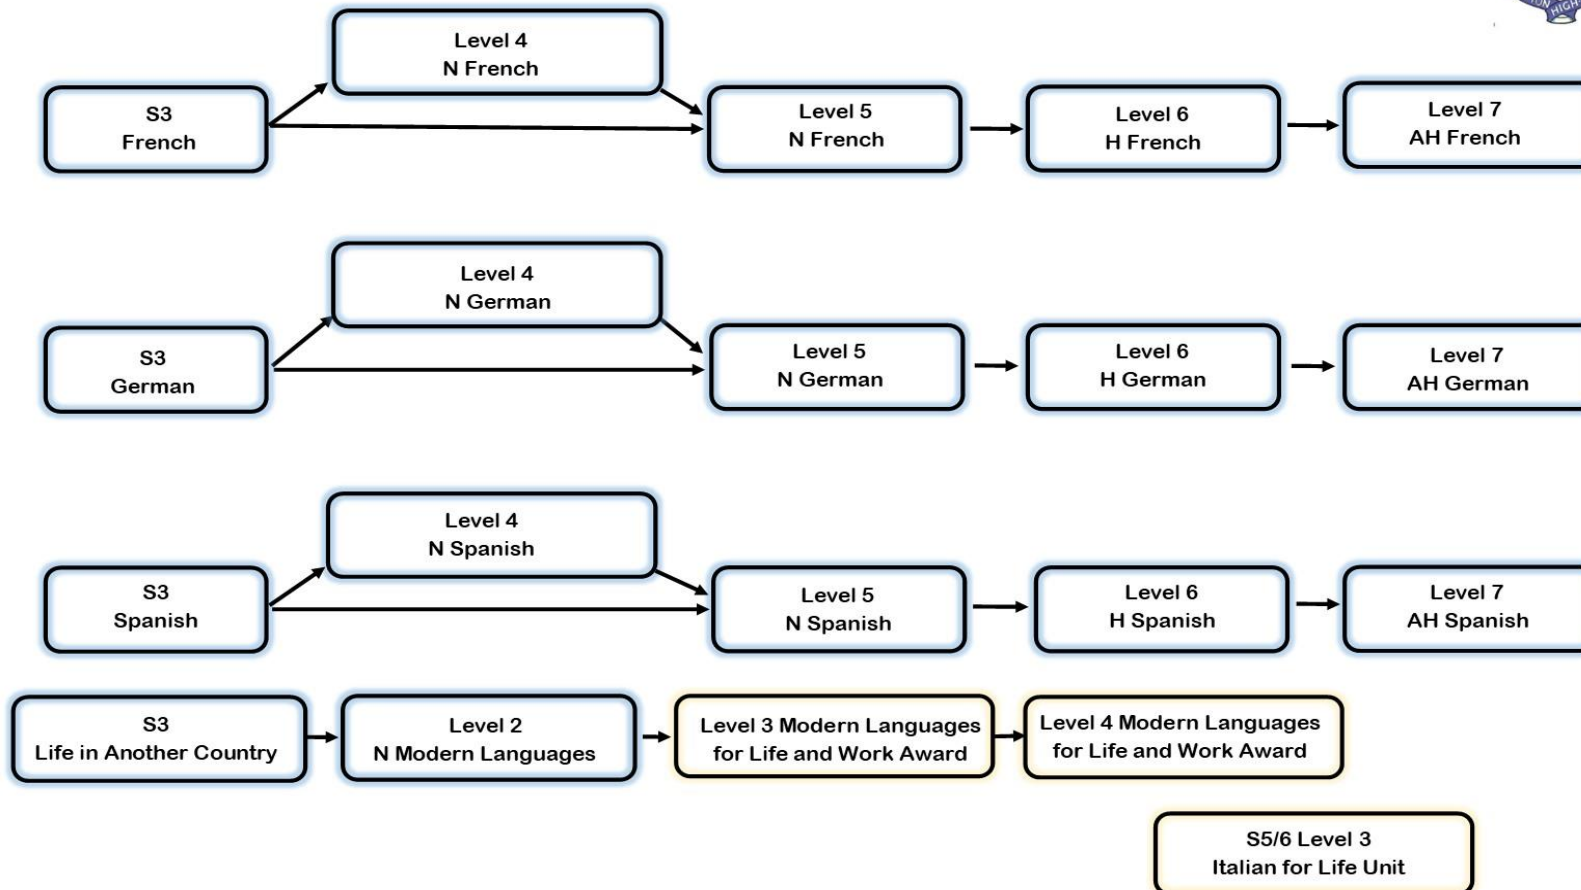 HIGH
Level 4
N French
S3
French
Level 5
N French
Level 6
H French
Level 7
AH French
Level 4
N German
S3
German
Level 5
N German
Level 6
H German
Level 7
AH German
Level 4
N Spanish
S3
Spanish
Level 5
N Spanish
Level 6
H Spanish
Level 7
AH Spanish
S3
Life in Another Country
Level 2
N Modern Languages
Level 3 Modern Languages
for Life and Work Award
Level 4 Modern Languages
for Life and Work Award
S5/6 Level 3
Italian for Life Unit